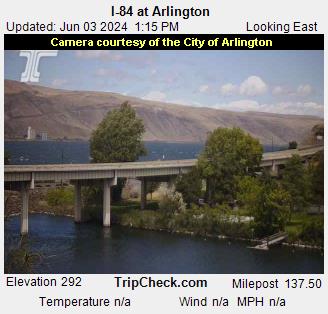 I-84 at Arlington
Updated: Jun 03 2024 1:15 PM Looking East
Camera courtesy of the City of Arlington
Elevation 292 TripCheck.com Milepost 137.50
Temperature n/a Wind n/a MPH n/a